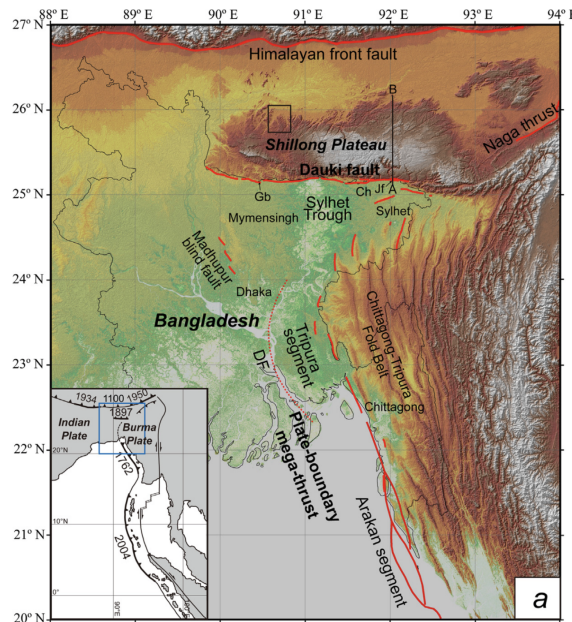 88°E 89°E 90°E 91°E 92°E 93°E 94°E
27°N
Himalayan front fault
26°N
B
Naga thrust
Shillong Plateau
Dauki fault
25°N
Gb
Ch Jf A
Sylhet
Trough
Sylhet
Mymensingh
Madhupur
blind fault
24°N
Dhaka
Bangladesh
Chittagong-Tripura
Fold Belt
Tripura
segment
23°N
DF
Chittagong
Plate-boundary
mega-thrust
22°N
Arakan segment
21°N
20°N
a
1934 1100 1950
1897
Indian
Plate
Burma
Plate
1762
20°N
10°N
2004
0°
90°E